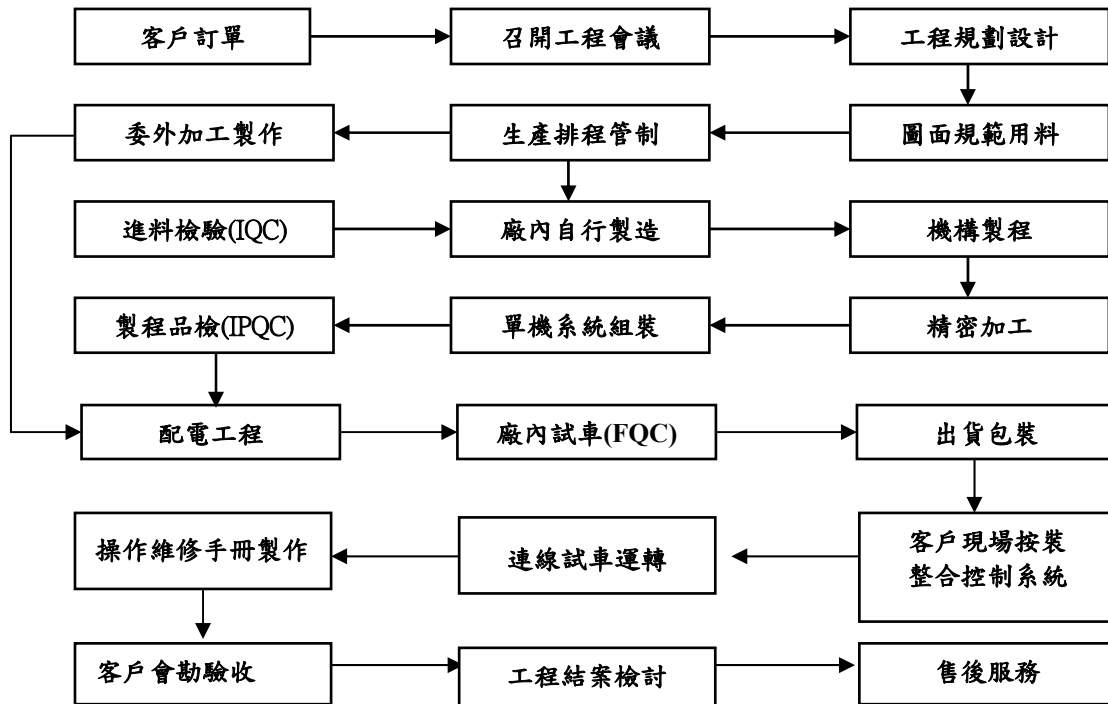 客戶訂單
召開工程會議
工程規劃設計
委外加工製作
生產排程管制
圖面規範用料
進料檢驗(IQC)
廠內自行製造
機構製程
製程品檢(IPQC)
單機系統組裝
精密加工
配電工程
廠內試車(FQC)
出貨包裝
操作維修手冊製作
連線試車運轉
客戶現場按裝
整合控制系統
客戶會勘驗收
工程結案檢討
售後服務